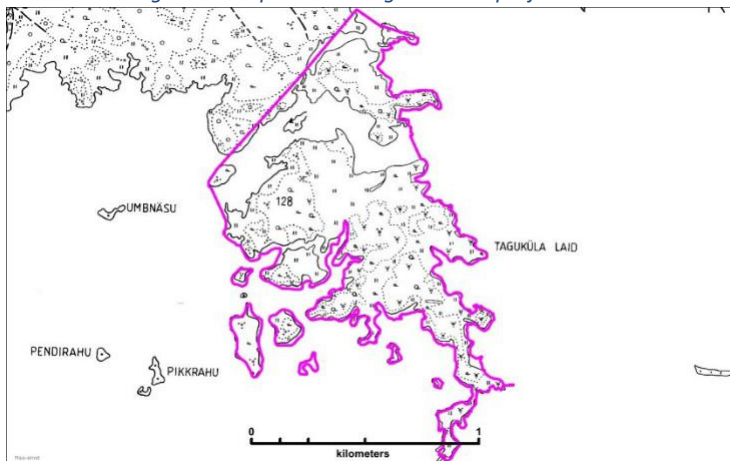 128
UMBNÄSU
TAGUKÜLA LAID
PENDIRAHU
PIKKRAHU
0
1
kilometers